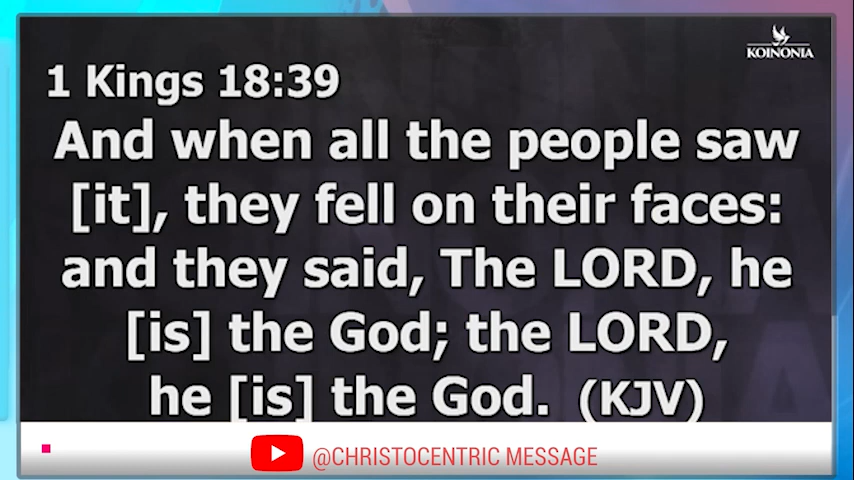 KOINONIA
1 Kings 18:39
And when all the people saw
[it], they fell on their faces:
and they said, The LORD, he
[is] the God; the LORD,
he [is] the God. (KJV)
@CHRISTOCENTRIC MESSAGE